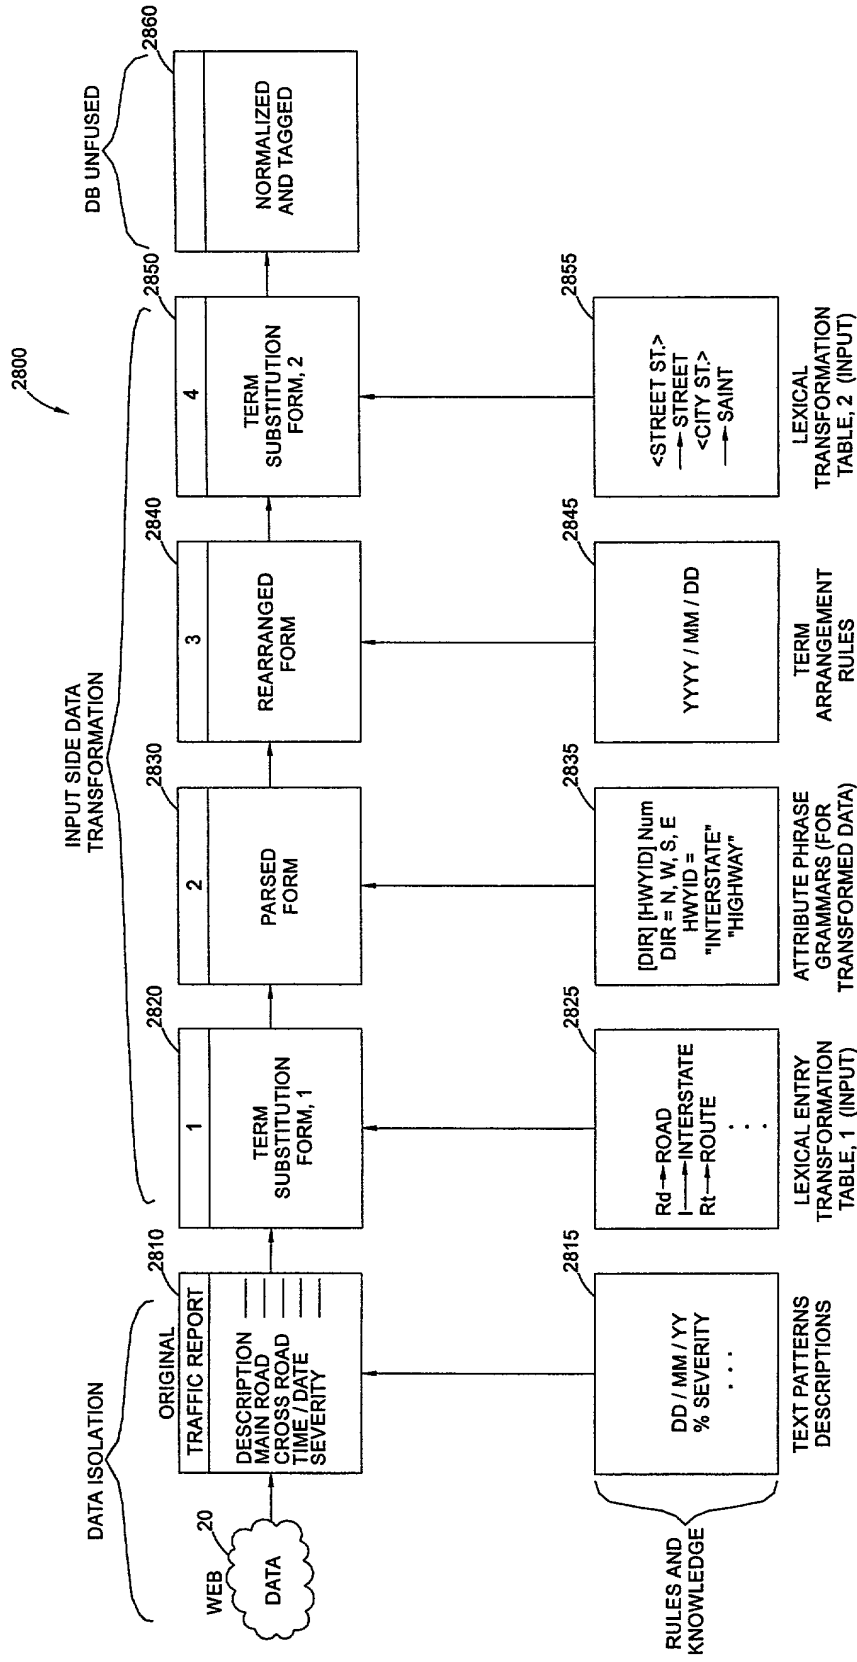 2800
DATA ISOLATION
INPUT SIDE DATA
TRANSFORMATION
DB UNFUSED
WEB
20
DATA
ORIGINAL
2810
TRAFFIC REPORT
DESCRIPTION
MAIN ROAD
CROSS ROAD
TIME / DATE
SEVERITY
2820
1
TERM
SUBSTITUTION
FORM, 1
2830
2
PARSED
FORM
2840
3
REARRANGED
FORM
2850
4
TERM
SUBSTITUTION
FORM, 2
2860
NORMALIZED
AND TAGGED
RULES AND
KNOWLEDGE
2815
DD / MM / YY
% SEVERITY
. . . .
TEXT PATTERNS
DESCRIPTIONS
2825
Rd → ROAD
I → INTERSTATE
Rt → ROUTE
LEXICAL ENTRY
TRANSFORMATION
TABLE, 1 (INPUT)
2835
[DIR] [HWYID] Num
DIR = N, W, S, E
HWYID =
"INTERSTATE"
"HIGHWAY"
ATTRIBUTE PHRASE
GRAMMARS (FOR
TRANSFORMED DATA)
2845
YYYY / MM / DD
TERM
ARRANGEMENT
RULES
2855
<STREET ST.>
→ STREET
<CITY ST.>
→ SAINT
LEXICAL
TRANSFORMATION
TABLE, 2 (INPUT)